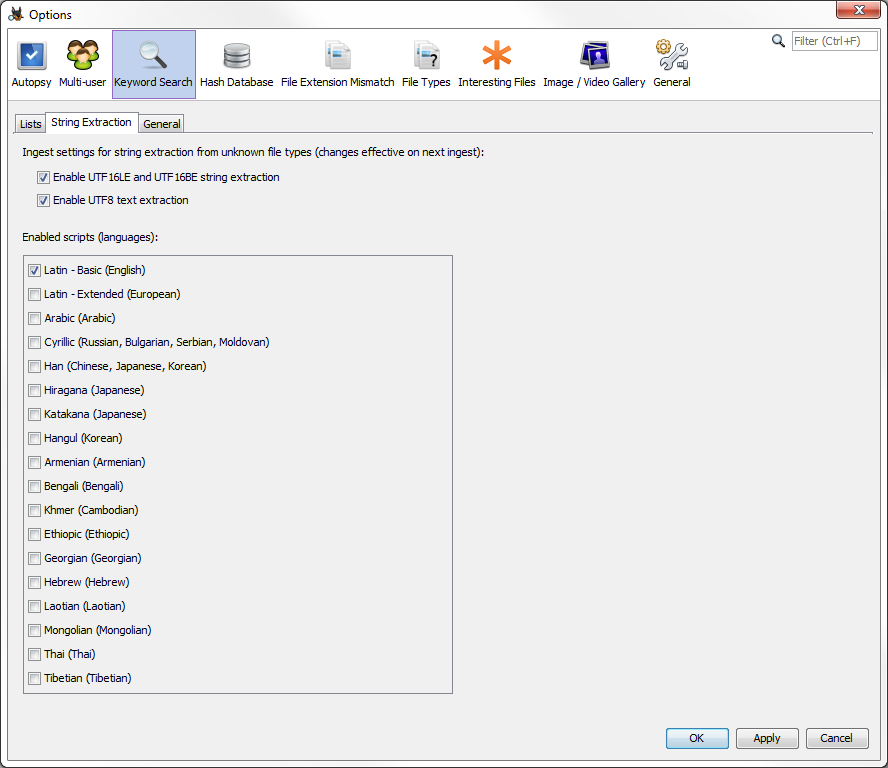 Options
Autopsy Multi-user Keyword Search Hash Database File Extension Mismatch File Types Interesting Files Image / Video Gallery General Filter (Ctrl+F)
Lists String Extraction General
Ingest settings for string extraction from unknown file types (changes effective on next ingest):
Enable UTF16LE and UTF16BE string extraction
Enable UTF8 text extraction
Enabled scripts (languages):
Latin - Basic (English)
Latin - Extended (European)
Arabic (Arabic)
Cyrillic (Russian, Bulgarian, Serbian, Moldovan)
Han (Chinese, Japanese, Korean)
Hiragana (Japanese)
Katakana (Japanese)
Hangul (Korean)
Armenian (Armenian)
Bengali (Bengali)
Khmer (Cambodian)
Ethiopic (Ethiopic)
Georgian (Georgian)
Hebrew (Hebrew)
Laotian (Laotian)
Mongolian (Mongolian)
Thai (Thai)
Tibetian (Tibetian)
OK Apply Cancel